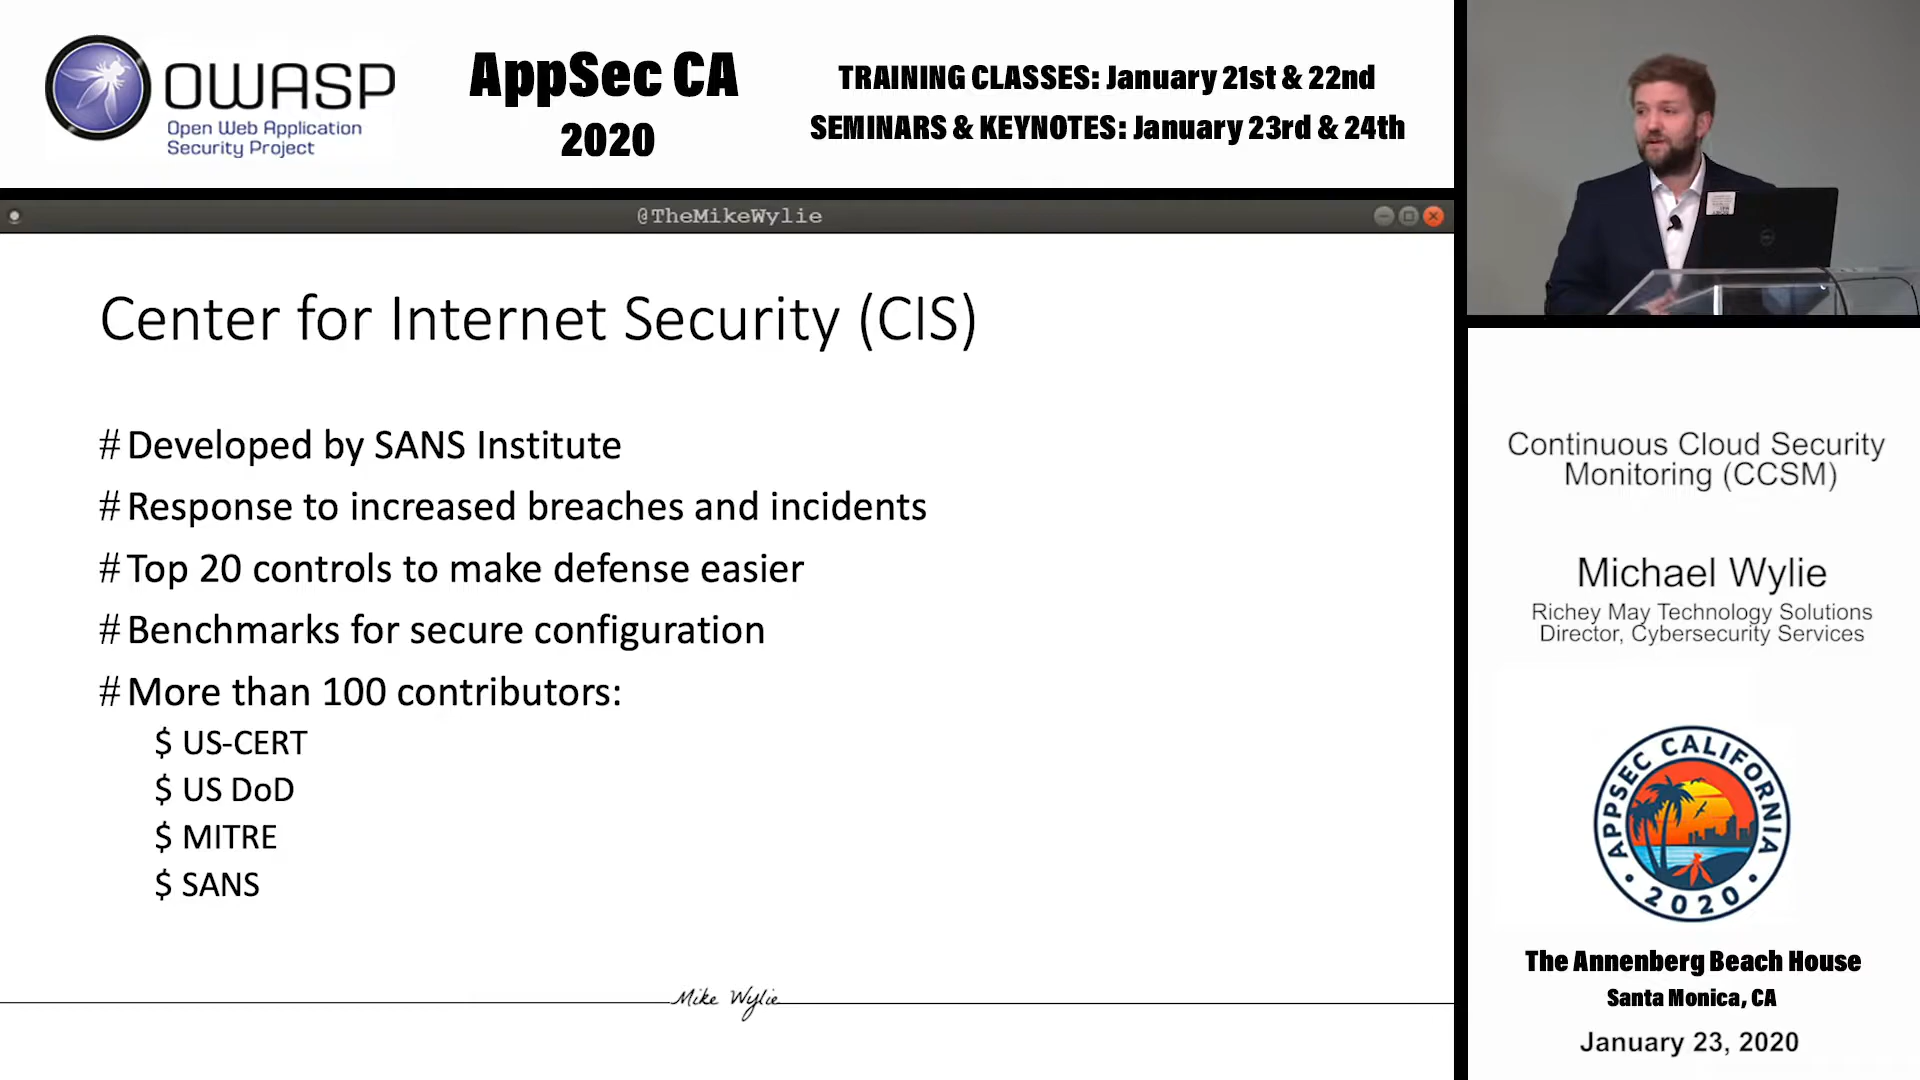 OWASP
Open Web Application
Security Project
AppSec CA
2020
TRAINING CLASSES: January 21st & 22nd
SEMINARS & KEYNOTES: January 23rd & 24th
@TheMikeWylie
Center for Internet Security (CIS)
# Developed by SANS Institute
# Response to increased breaches and incidents
# Top 20 controls to make defense easier
# Benchmarks for secure configuration
# More than 100 contributors:
$ US-CERT
$ US DoD
$ MITRE
$ SANS
Mike Wylie
Continuous Cloud Security
Monitoring (CCSM)
Michael Wylie
Richey May Technology Solutions
Director, Cybersecurity Services
APPSEC CALIFORNIA
2020
The Annenberg Beach House
Santa Monica, CA
January 23, 2020